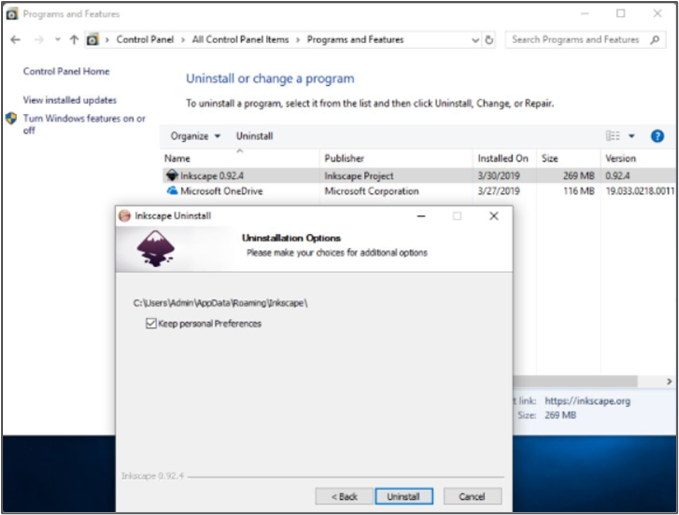 Programs and Features
Control Panel > All Control Panel Items > Programs and Features
Search Programs and Features
Control Panel Home
View installed updates
Turn Windows features on or
off
Uninstall or change a program
To uninstall a program, select it from the list and then click Uninstall, Change, or Repair.
Organize Uninstall
Name Publisher Installed On Size Version
Inkscape 0.92.4 Inkscape Project 3/30/2019 269 MB 0.92.4
Microsoft OneDrive Microsoft Corporation 3/27/2019 116 MB 19.033.0218.0011
Inkscape Uninstall
Uninstallation Options
Please make your choices for additional options
C:\Users\Admin\AppData\Roaming\Inkscape\
Keep personal Preferences
t link: https://inkscape.org
Size: 269 MB
Inkscape 0.92.4
< Back Uninstall Cancel